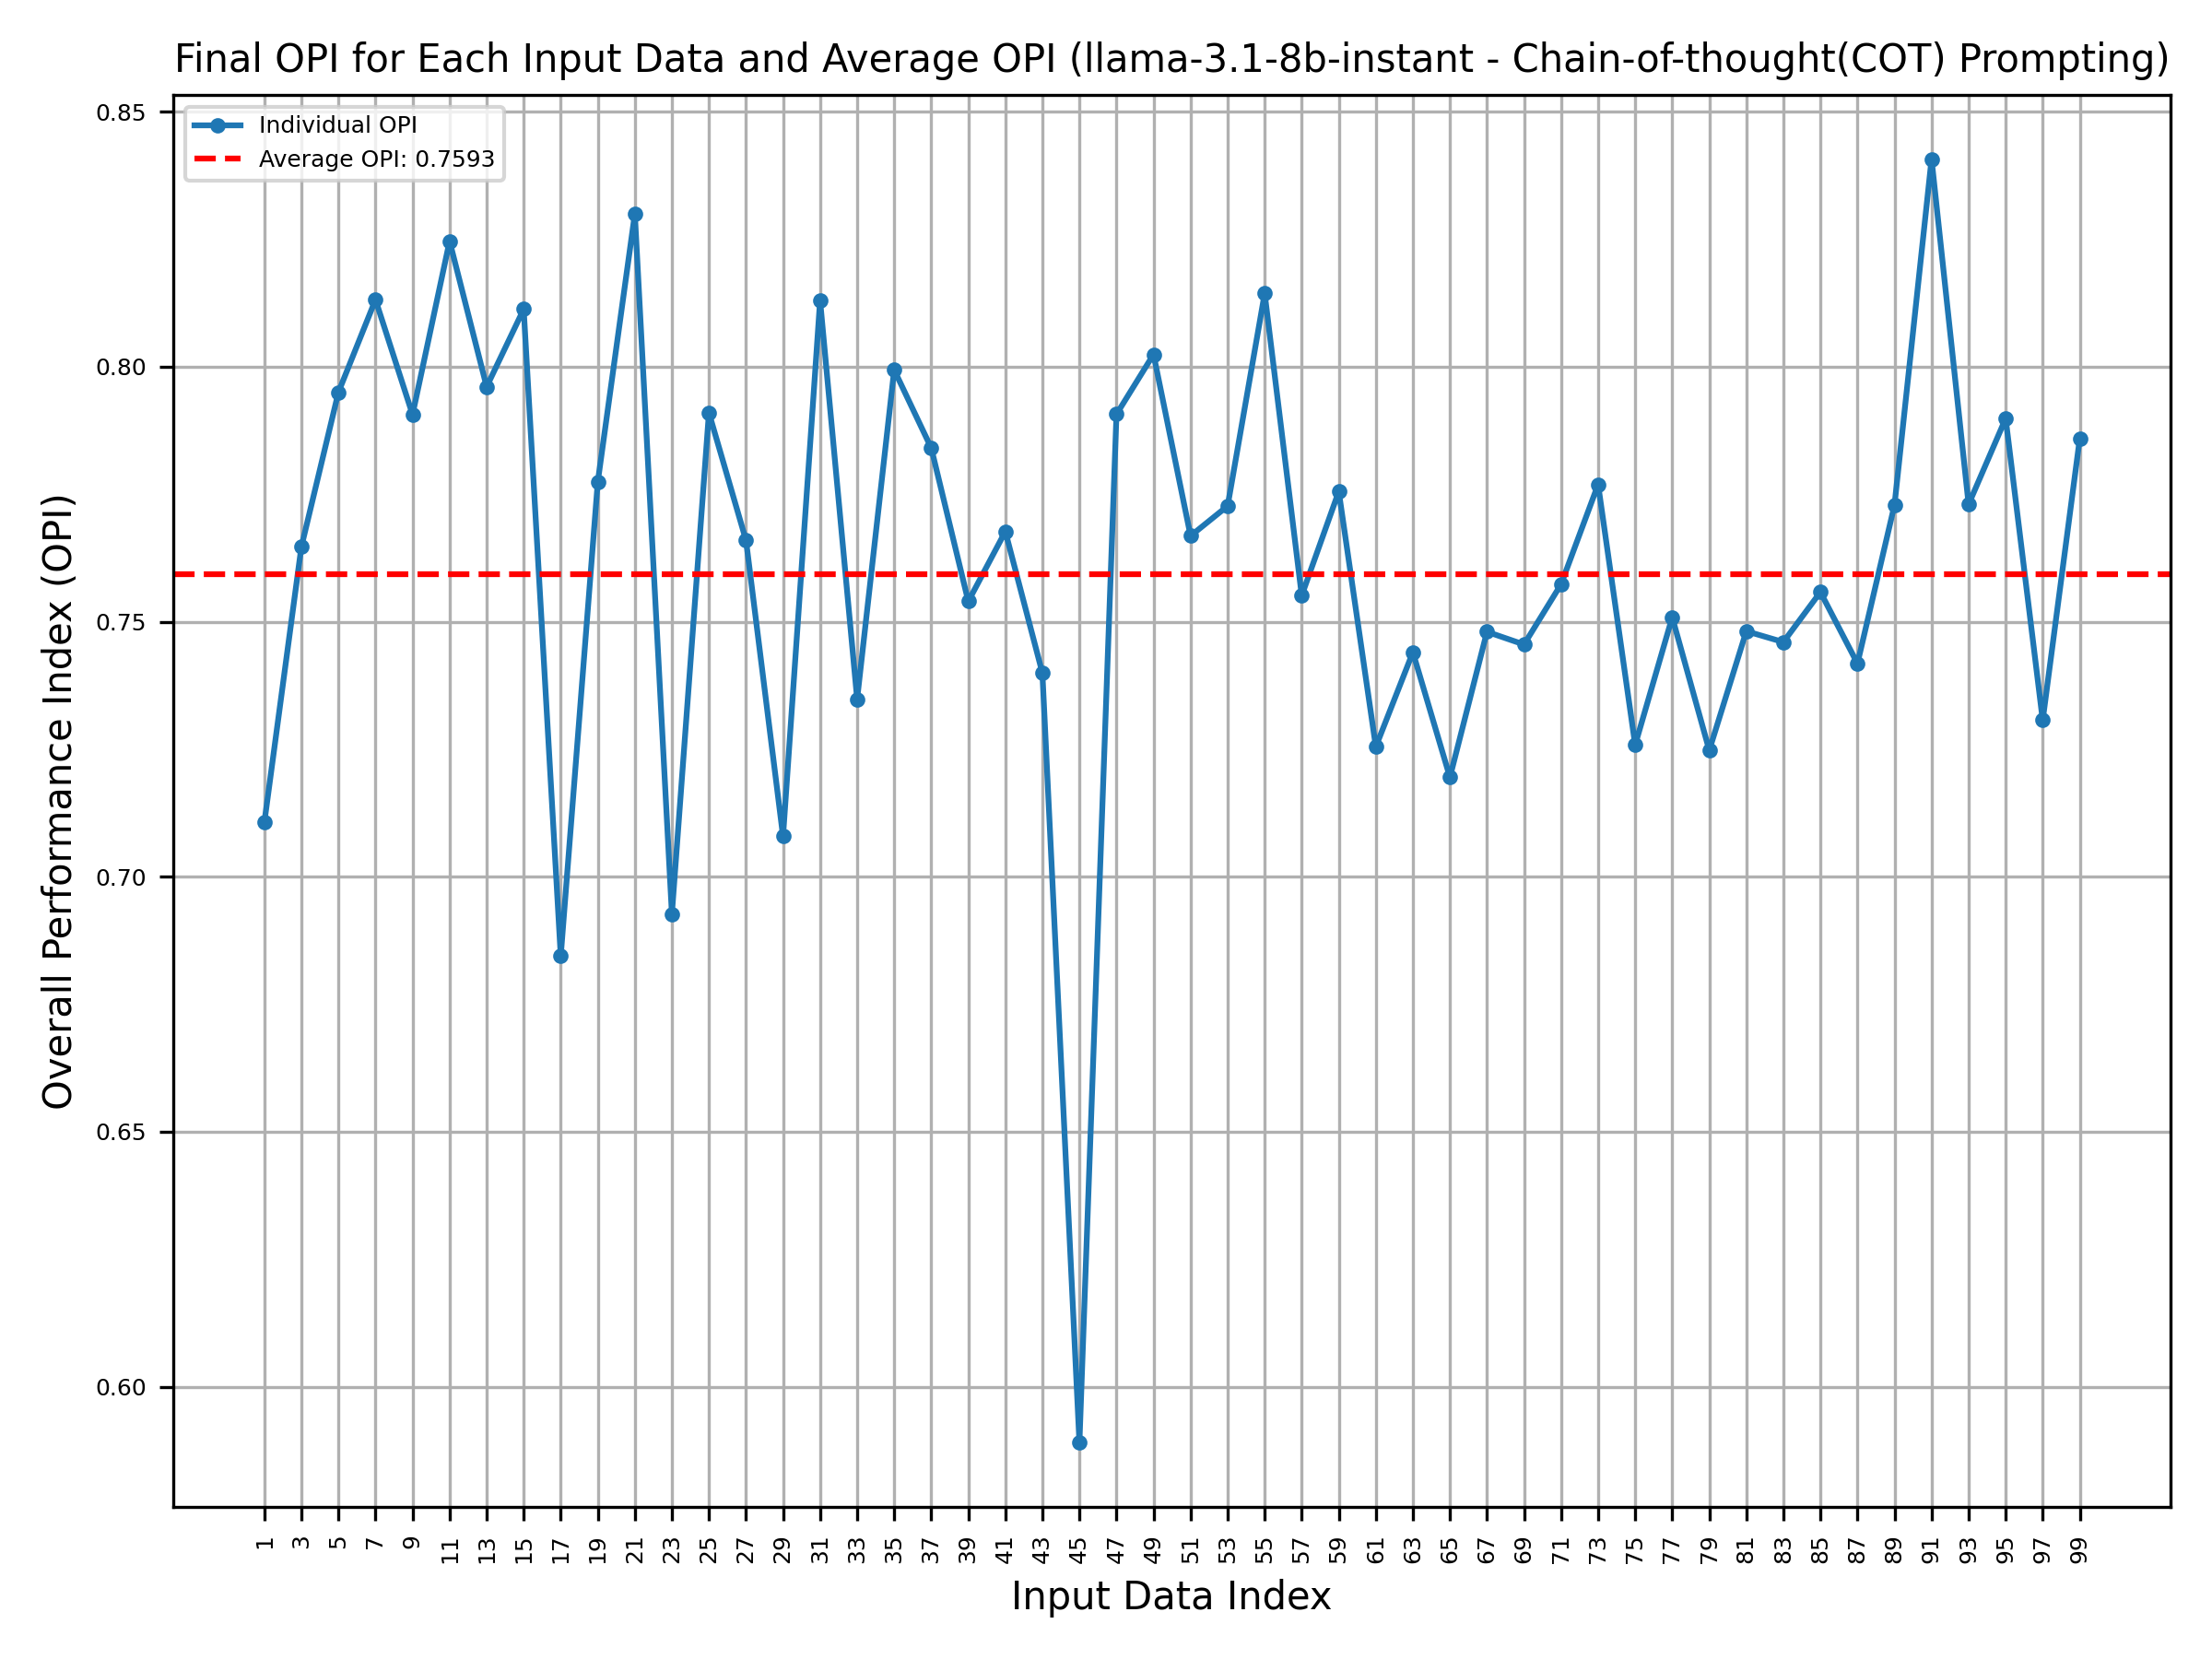 Final OPI for Each Input Data and Average OPI (llama-3.1-8b-instant - Chain-of-thought(COT) Prompting)
Individual OPI
Average OPI: 0.7593
Overall Performance Index (OPI)
0.85
0.80
0.75
0.70
0.65
0.60
1 3 5 7 9 11 13 15 17 19 21 23 25 27 29 31 33 35 37 39 41 43 45 47 49 51 53 55 57 59 61 63 65 67 69 71 73 75 77 79 81 83 85 87 89 91 93 95 97 99
Input Data Index